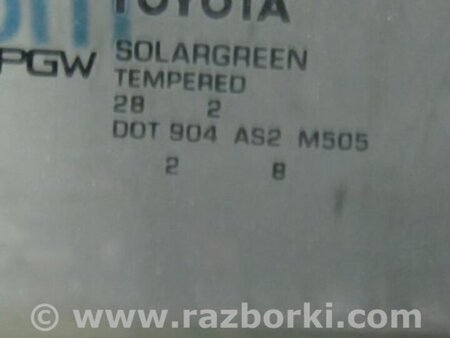 TOYOTA
PGW SOLARGREEN
TEMPERED
28 2
DOT 904 AS2 M505
2 8
© www.razborki.com